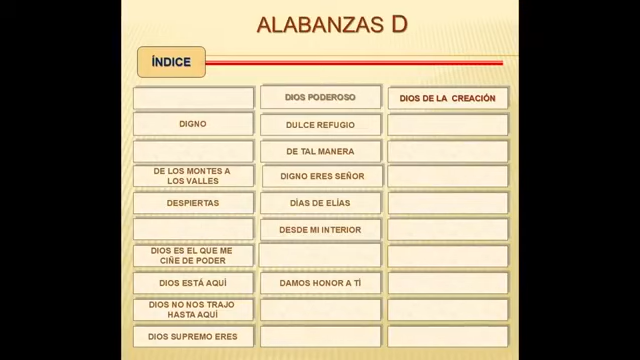 ALABANZAS D
ÍNDICE
DIOS PODEROSO
DIOS DE LA CREACIÓN
DIGNO
DULCE REFUGIO
DE TAL MANERA
DE LOS MONTES A
LOS VALLES
DIGNO ERES SEÑOR
DESPIERTAS
DÍAS DE ELÍAS
DESDE MI INTERIOR
DIOS ES EL QUE ME
CIÑE DE PODER
DIOS ESTÁ AQUÍ
DAMOS HONOR A TÍ
DIOS NO NOS TRAJO
HASTA AQUÍ
DIOS SUPREMO ERES